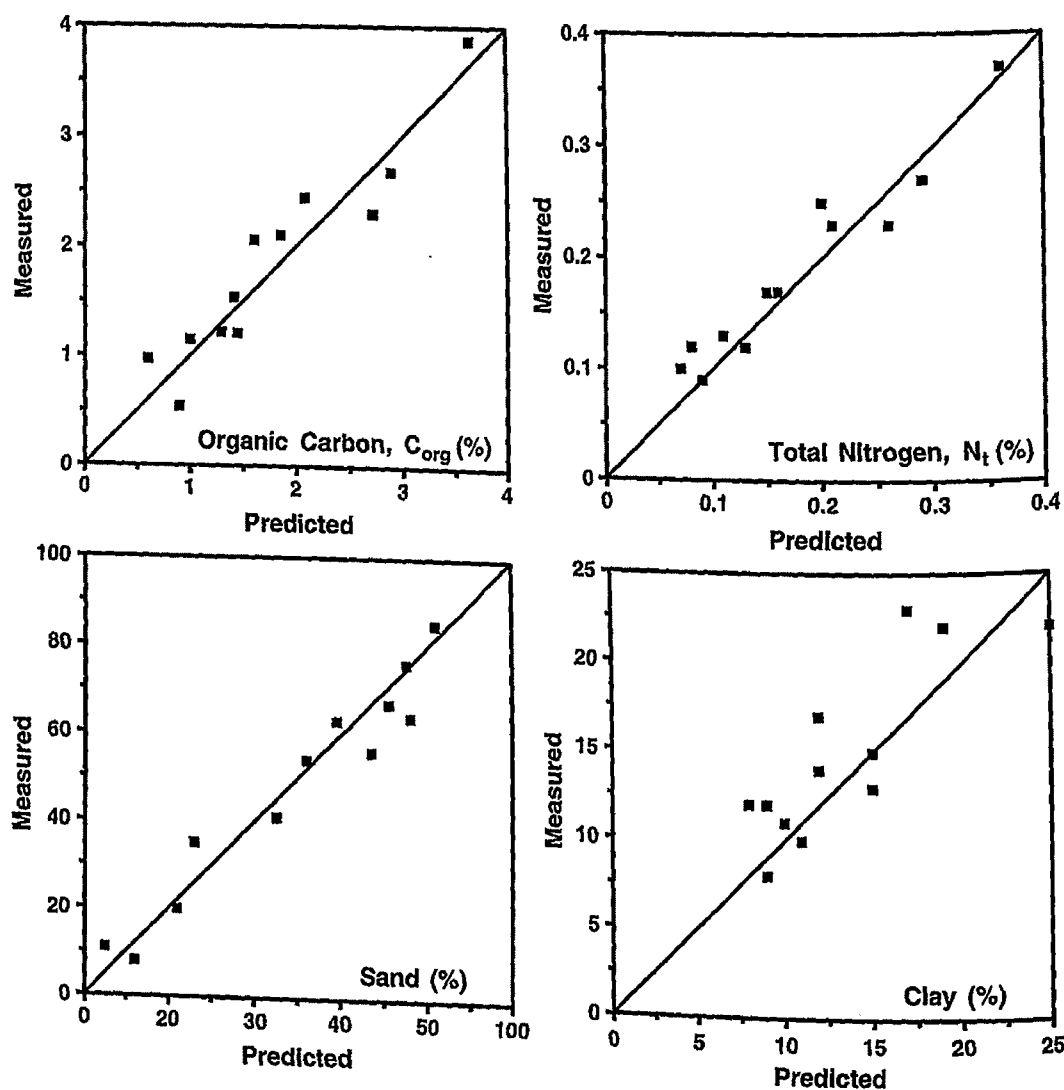 4
3
2
1
0
Measured
Organic Carbon, Corg (%)
0 1 2 3 4
Predicted
0.4
0.3
0.2
0.1
0
Measured
Total Nitrogen, Nt (%)
0 0.1 0.2 0.3 0.4
Predicted
100
80
60
40
20
0
Measured
Sand (%)
0 20 30 40 50 100
Predicted
25
20
15
10
5
0
Measured
Clay (%)
0 5 10 15 20 25
Predicted